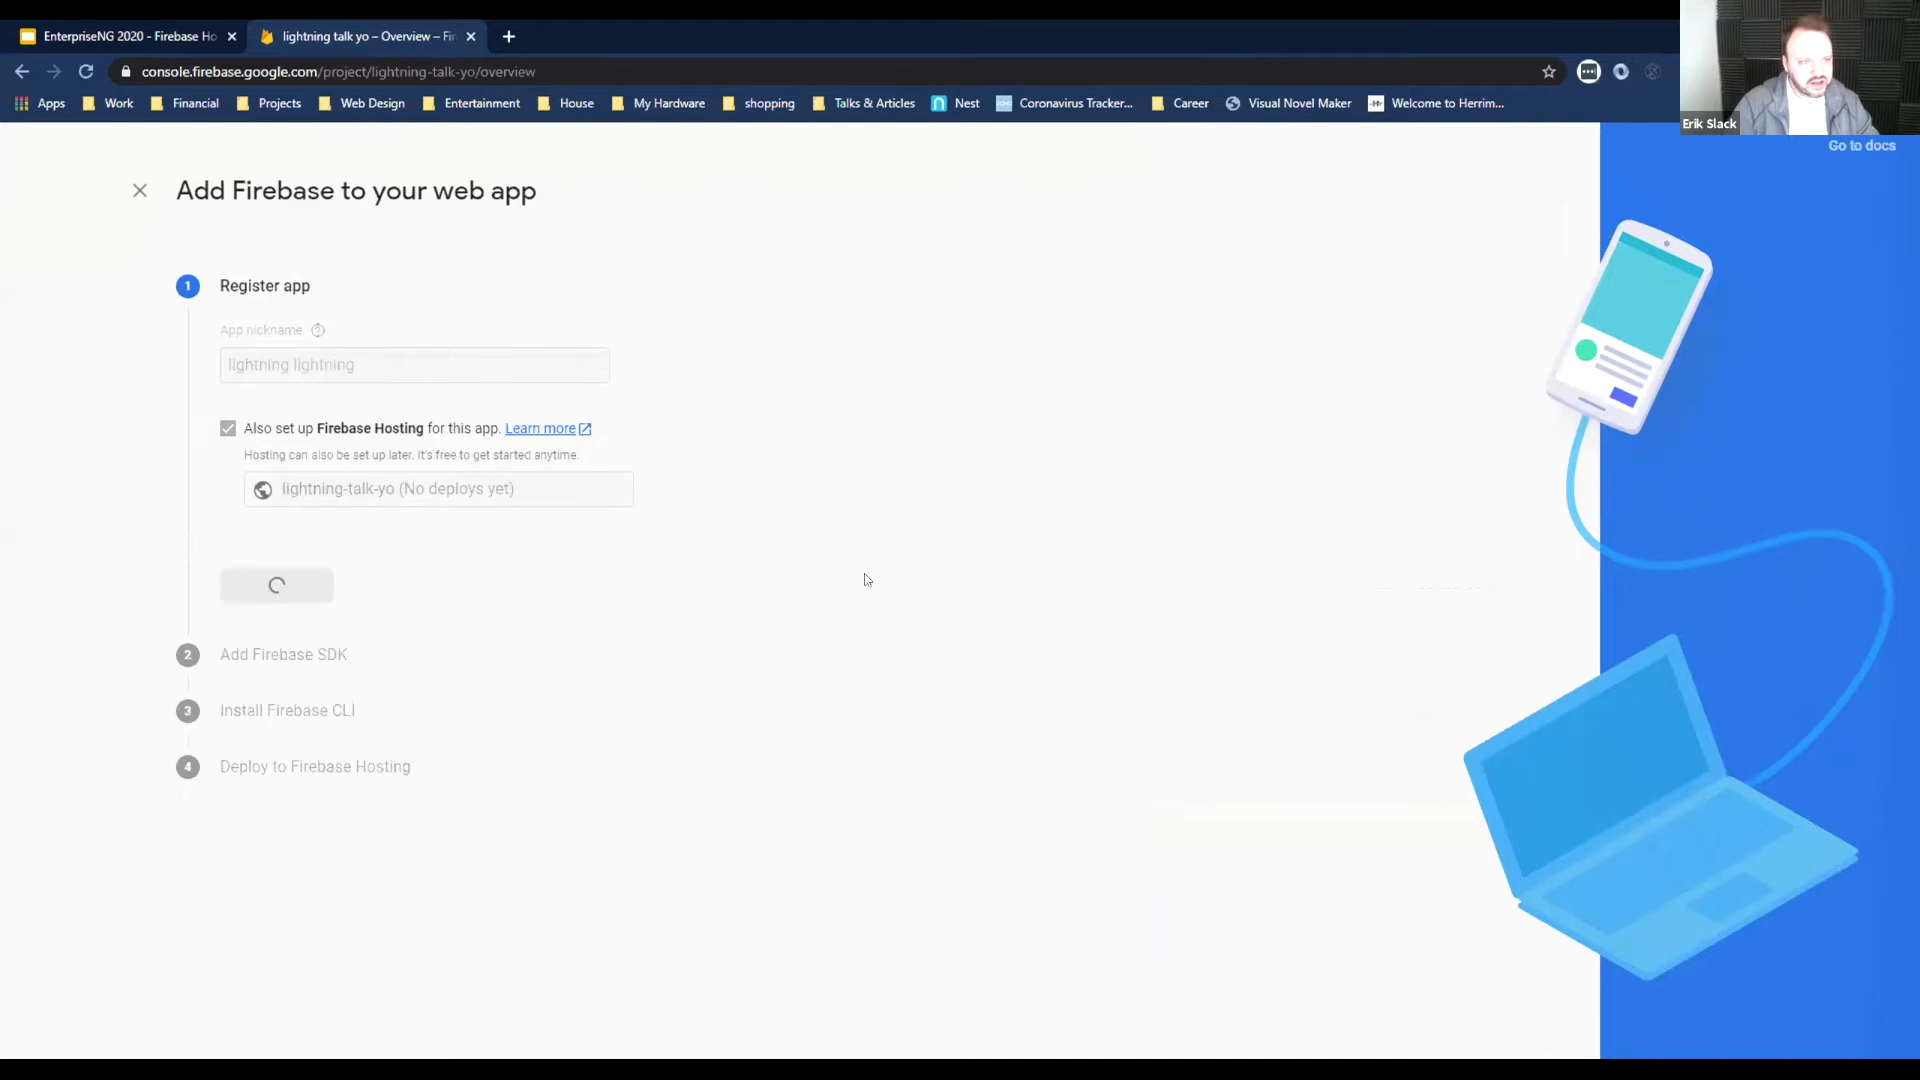 EnterpriseNG 2020 - Firebase Ho
lightning talk yo – Overview – Fir
console.firebase.google.com/project/lightning-talk-yo/overview
Apps
Work
Financial
Projects
Web Design
Entertainment
House
My Hardware
shopping
Talks & Articles
Nest
Coronavirus Tracker...
Career
Visual Novel Maker
Welcome to Herrim...
Erik Slack
Go to docs
Add Firebase to your web app
1 Register app
App nickname ?
lightning lightning
Also set up Firebase Hosting for this app. Learn more
Hosting can also be set up later. It's free to get started anytime.
lightning-talk-yo (No deploys yet)
2 Add Firebase SDK
3 Install Firebase CLI
4 Deploy to Firebase Hosting